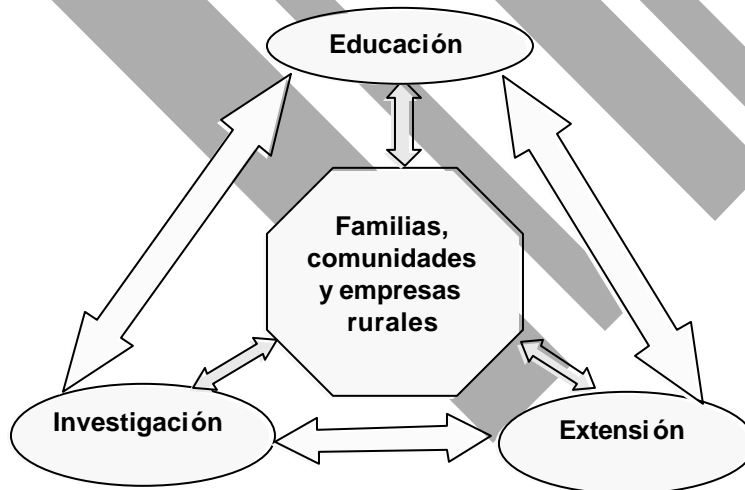 Educación
Familias,
comunidades
y empresas
rurales
Investigación
Extensión